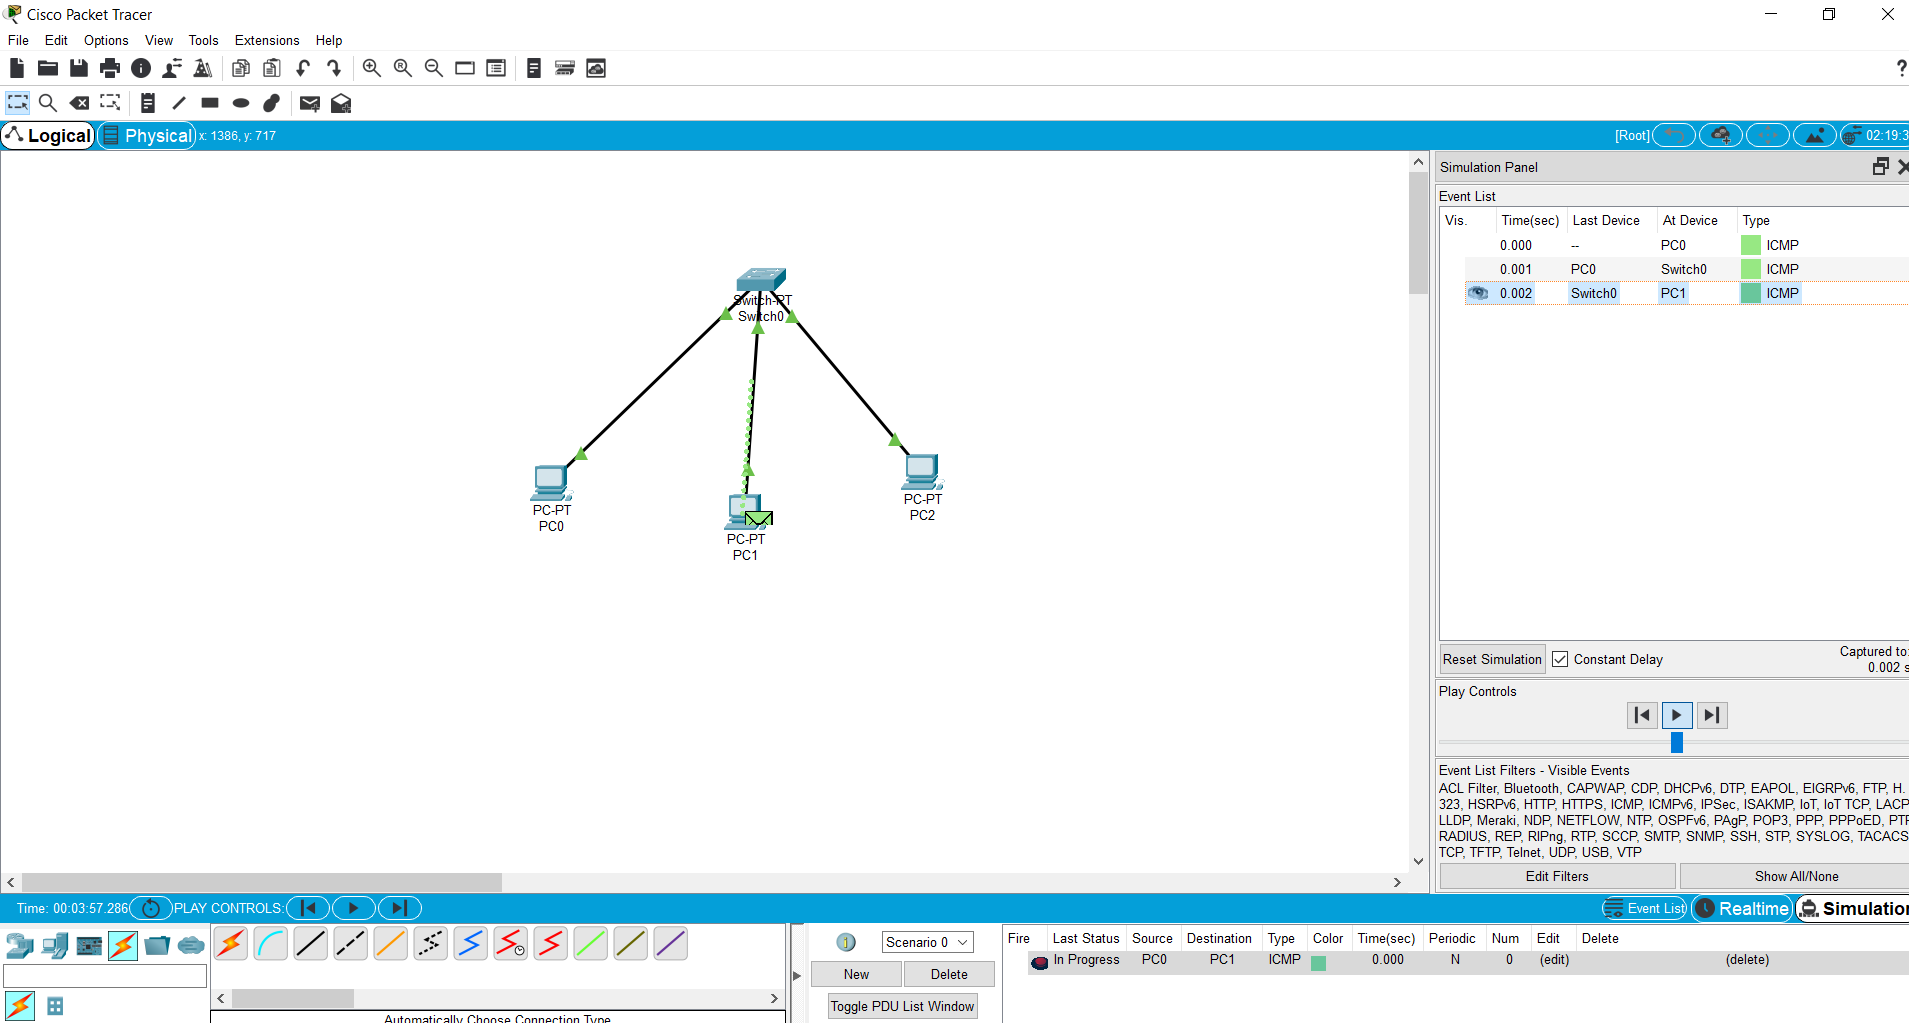 Cisco Packet Tracer
File Edit Options View Tools Extensions Help
?
Logical Physical x: 1386, y: 717 [Root] 02:19:3
Simulation Panel
Event List
Vis. Time(sec) Last Device At Device Type
0.000 -- PC0 ICMP
0.001 PC0 Switch0 ICMP
0.002 Switch0 PC1 ICMP
Switch-PT
Switch0
PC-PT
PC0
PC-PT
PC1
PC-PT
PC2
Reset Simulation Constant Delay Captured to:
0.002 s
Play Controls
Event List Filters - Visible Events
ACL Filter, Bluetooth, CAPWAP, CDP, DHCPv6, DTP, EAPOL, EIGRPv6, FTP, H.
323, HSRPv6, HTTP, HTTPS, ICMP, ICMPv6, IPSec, ISAKMP, IoT, IoT TCP, LACP
LLDP, Meraki, NDP, NETFLOW, NTP, OSPFv6, PAgP, POP3, PPP, PPPoED, PTP
RADIUS, REP, RIPng, RTP, SCCP, SMTP, SNMP, SSH, STP, SYSLOG, TACACS
TCP, TFTP, Telnet, UDP, USB, VTP
Edit Filters Show All/None
Time: 00:03:57.286 PLAY CONTROLS: Event List Realtime Simulation
Scenario 0
New Delete
Toggle PDU List Window
Fire Last Status Source Destination Type Color Time(sec) Periodic Num Edit Delete
In Progress PC0 PC1 ICMP 0.000 N 0 (edit) (delete)
Automatically Choose Connection Type